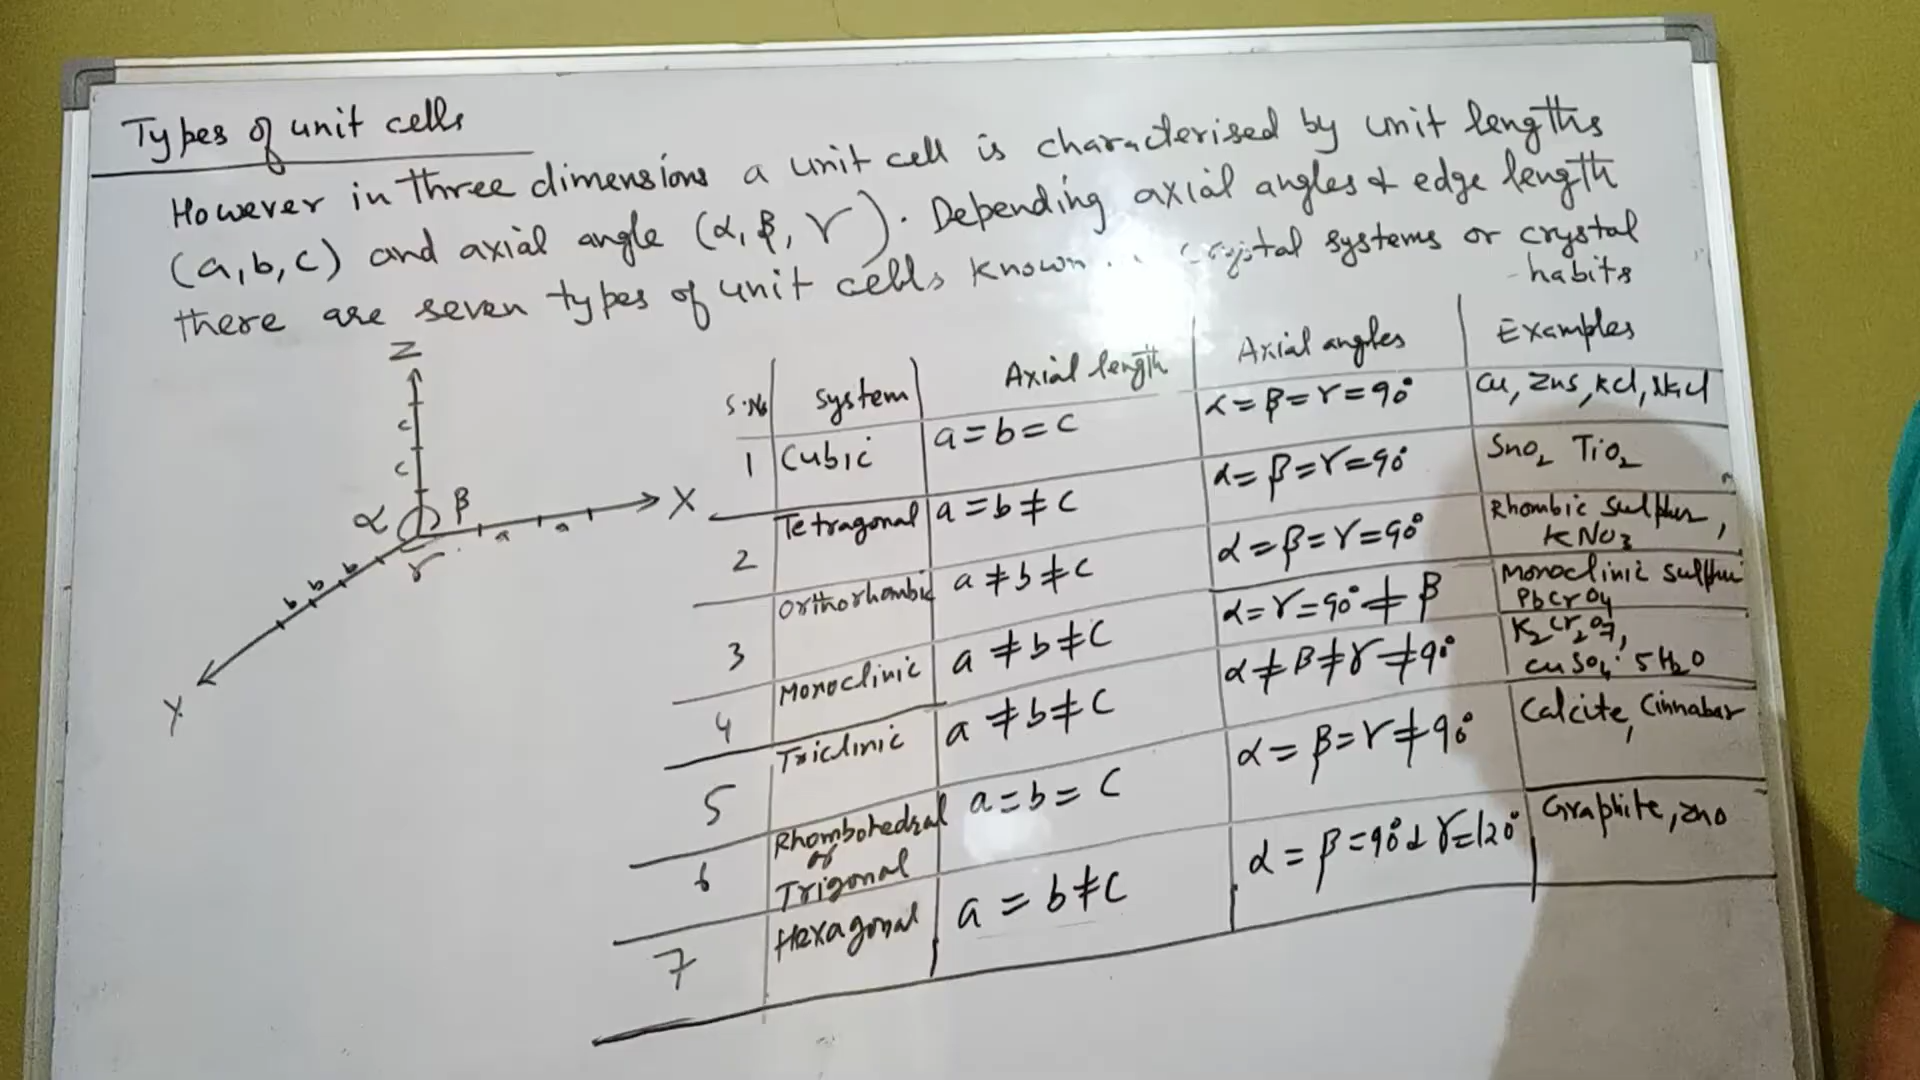 Types of unit cells
However in three dimensions a unit cell is characterised by unit lengths
(a, b, c) and axial angle (α, β, γ). Depending axial angles & edge length
there are seven types of unit cells known crystal systems or crystal
habits
Z
c
c
α β
X
a a
γ
b b
b
Y
S.No System Axial length Axial angles Examples
1 Cubic a = b = c α = β = γ = 90° Cu, ZnS, KCl, NaCl
2 Tetragonal a = b ≠ c α = β = γ = 90° SnO2 TiO2
3 Orthorhombic a ≠ b ≠ c α = β = γ = 90° Rhombic sulphur,
KNO3
4 Monoclinic a ≠ b ≠ c α = γ = 90° ≠ β Monoclinic sulphur
PbCrO4
5 Triclinic a ≠ b ≠ c α ≠ β ≠ γ ≠ 90° K2Cr2O7,
CuSO4. 5H2O
6 Rhombohedral a = b = c α = β = γ ≠ 90° Calcite, Cinnabar
or
Trigonal
7 Hexagonal a = b ≠ c α = β = 90° & γ = 120° Graphite, ZnO